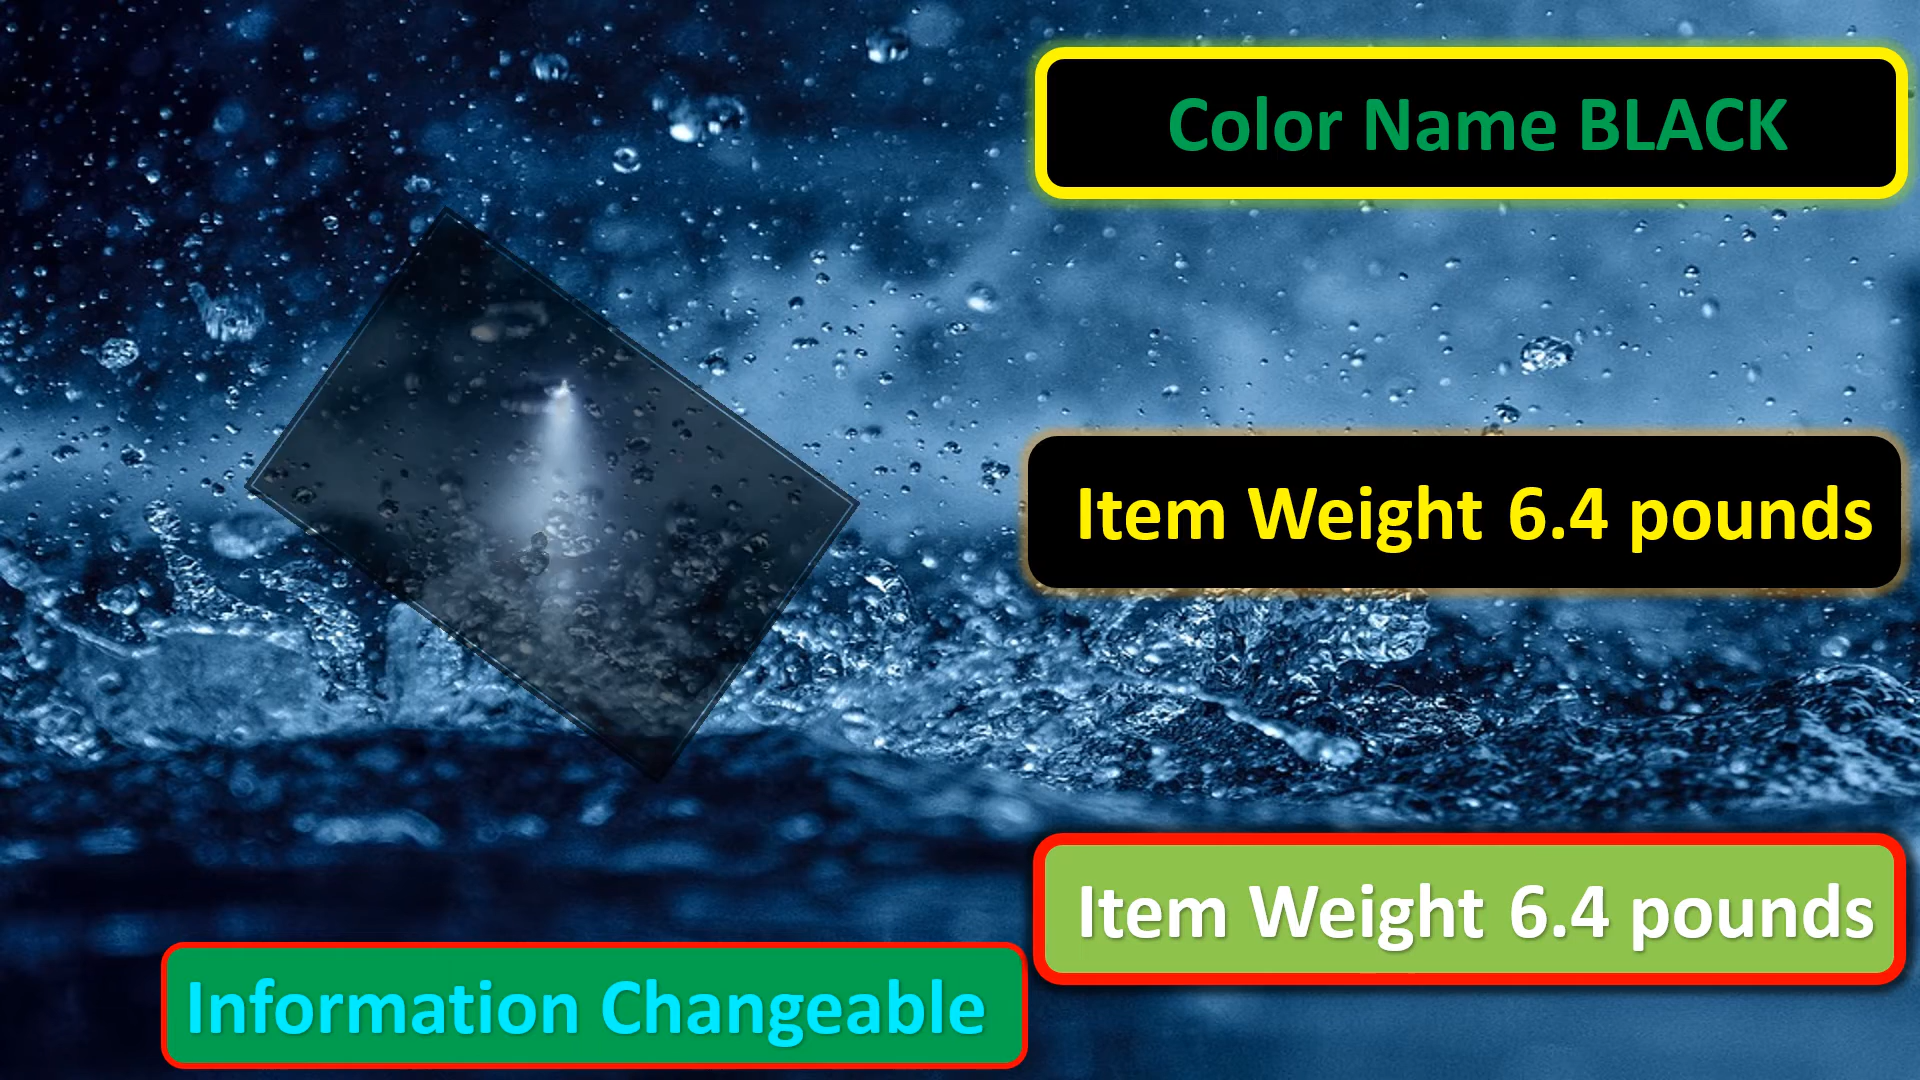 Color Name BLACK
Item Weight 6.4 pounds
Item Weight 6.4 pounds
Information Changeable